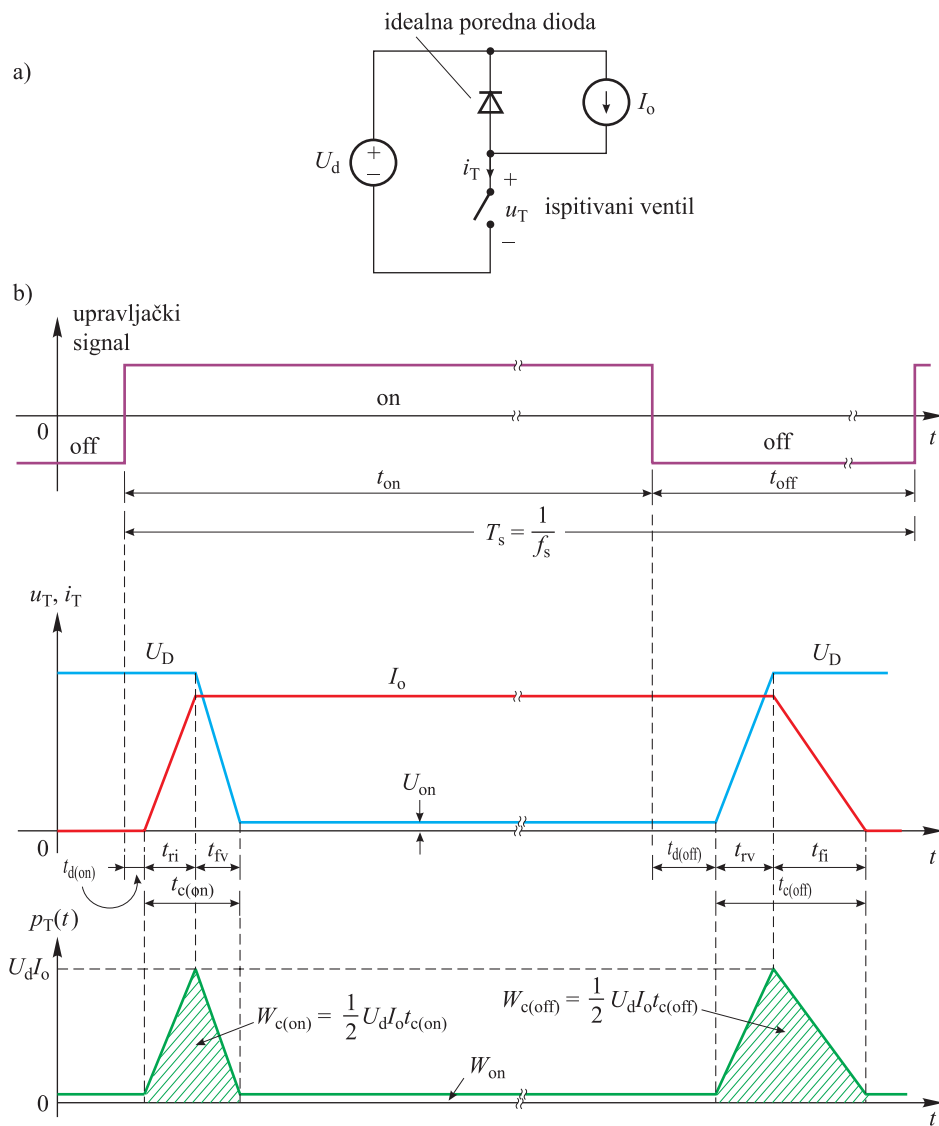 idealna poredna dioda
a)
I_o
U_d
+
−
i_T
+
u_T
ispitivani ventil
−
b)
upravljački
signal
on
0
off
off
t
t_on
t_off
T_s = 1/f_s
u_T, i_T
U_D
I_o
U_D
U_on
0
t
t_d(on)
t_ri
t_fv
t_c(on)
t_d(off)
t_rv
t_fi
t_c(off)
p_T(t)
U_dI_o
W_c(on) = 1/2 U_dI_ot_c(on)
W_c(off) = 1/2 U_dI_ot_c(off)
W_on
0
t